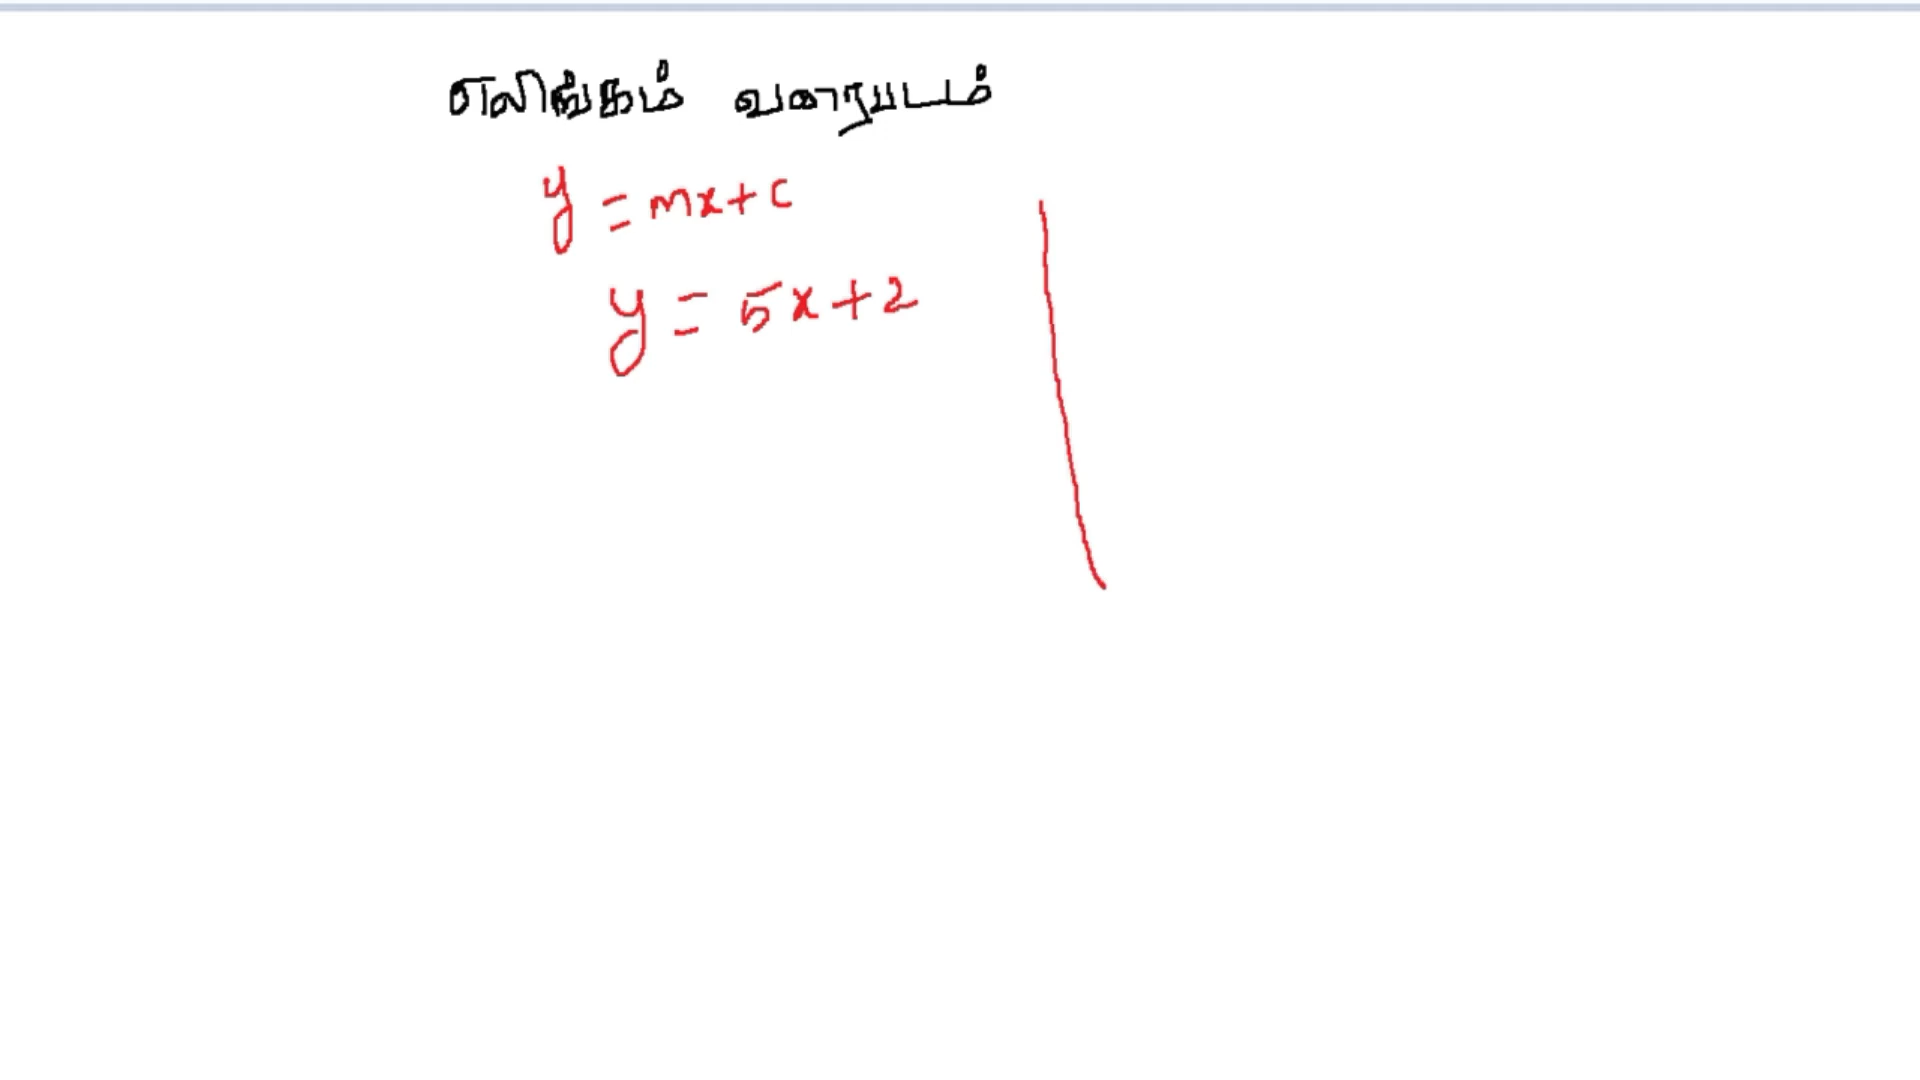 எலிங்கம் வரைபடம்
y = mx + c
y = 5x + 2